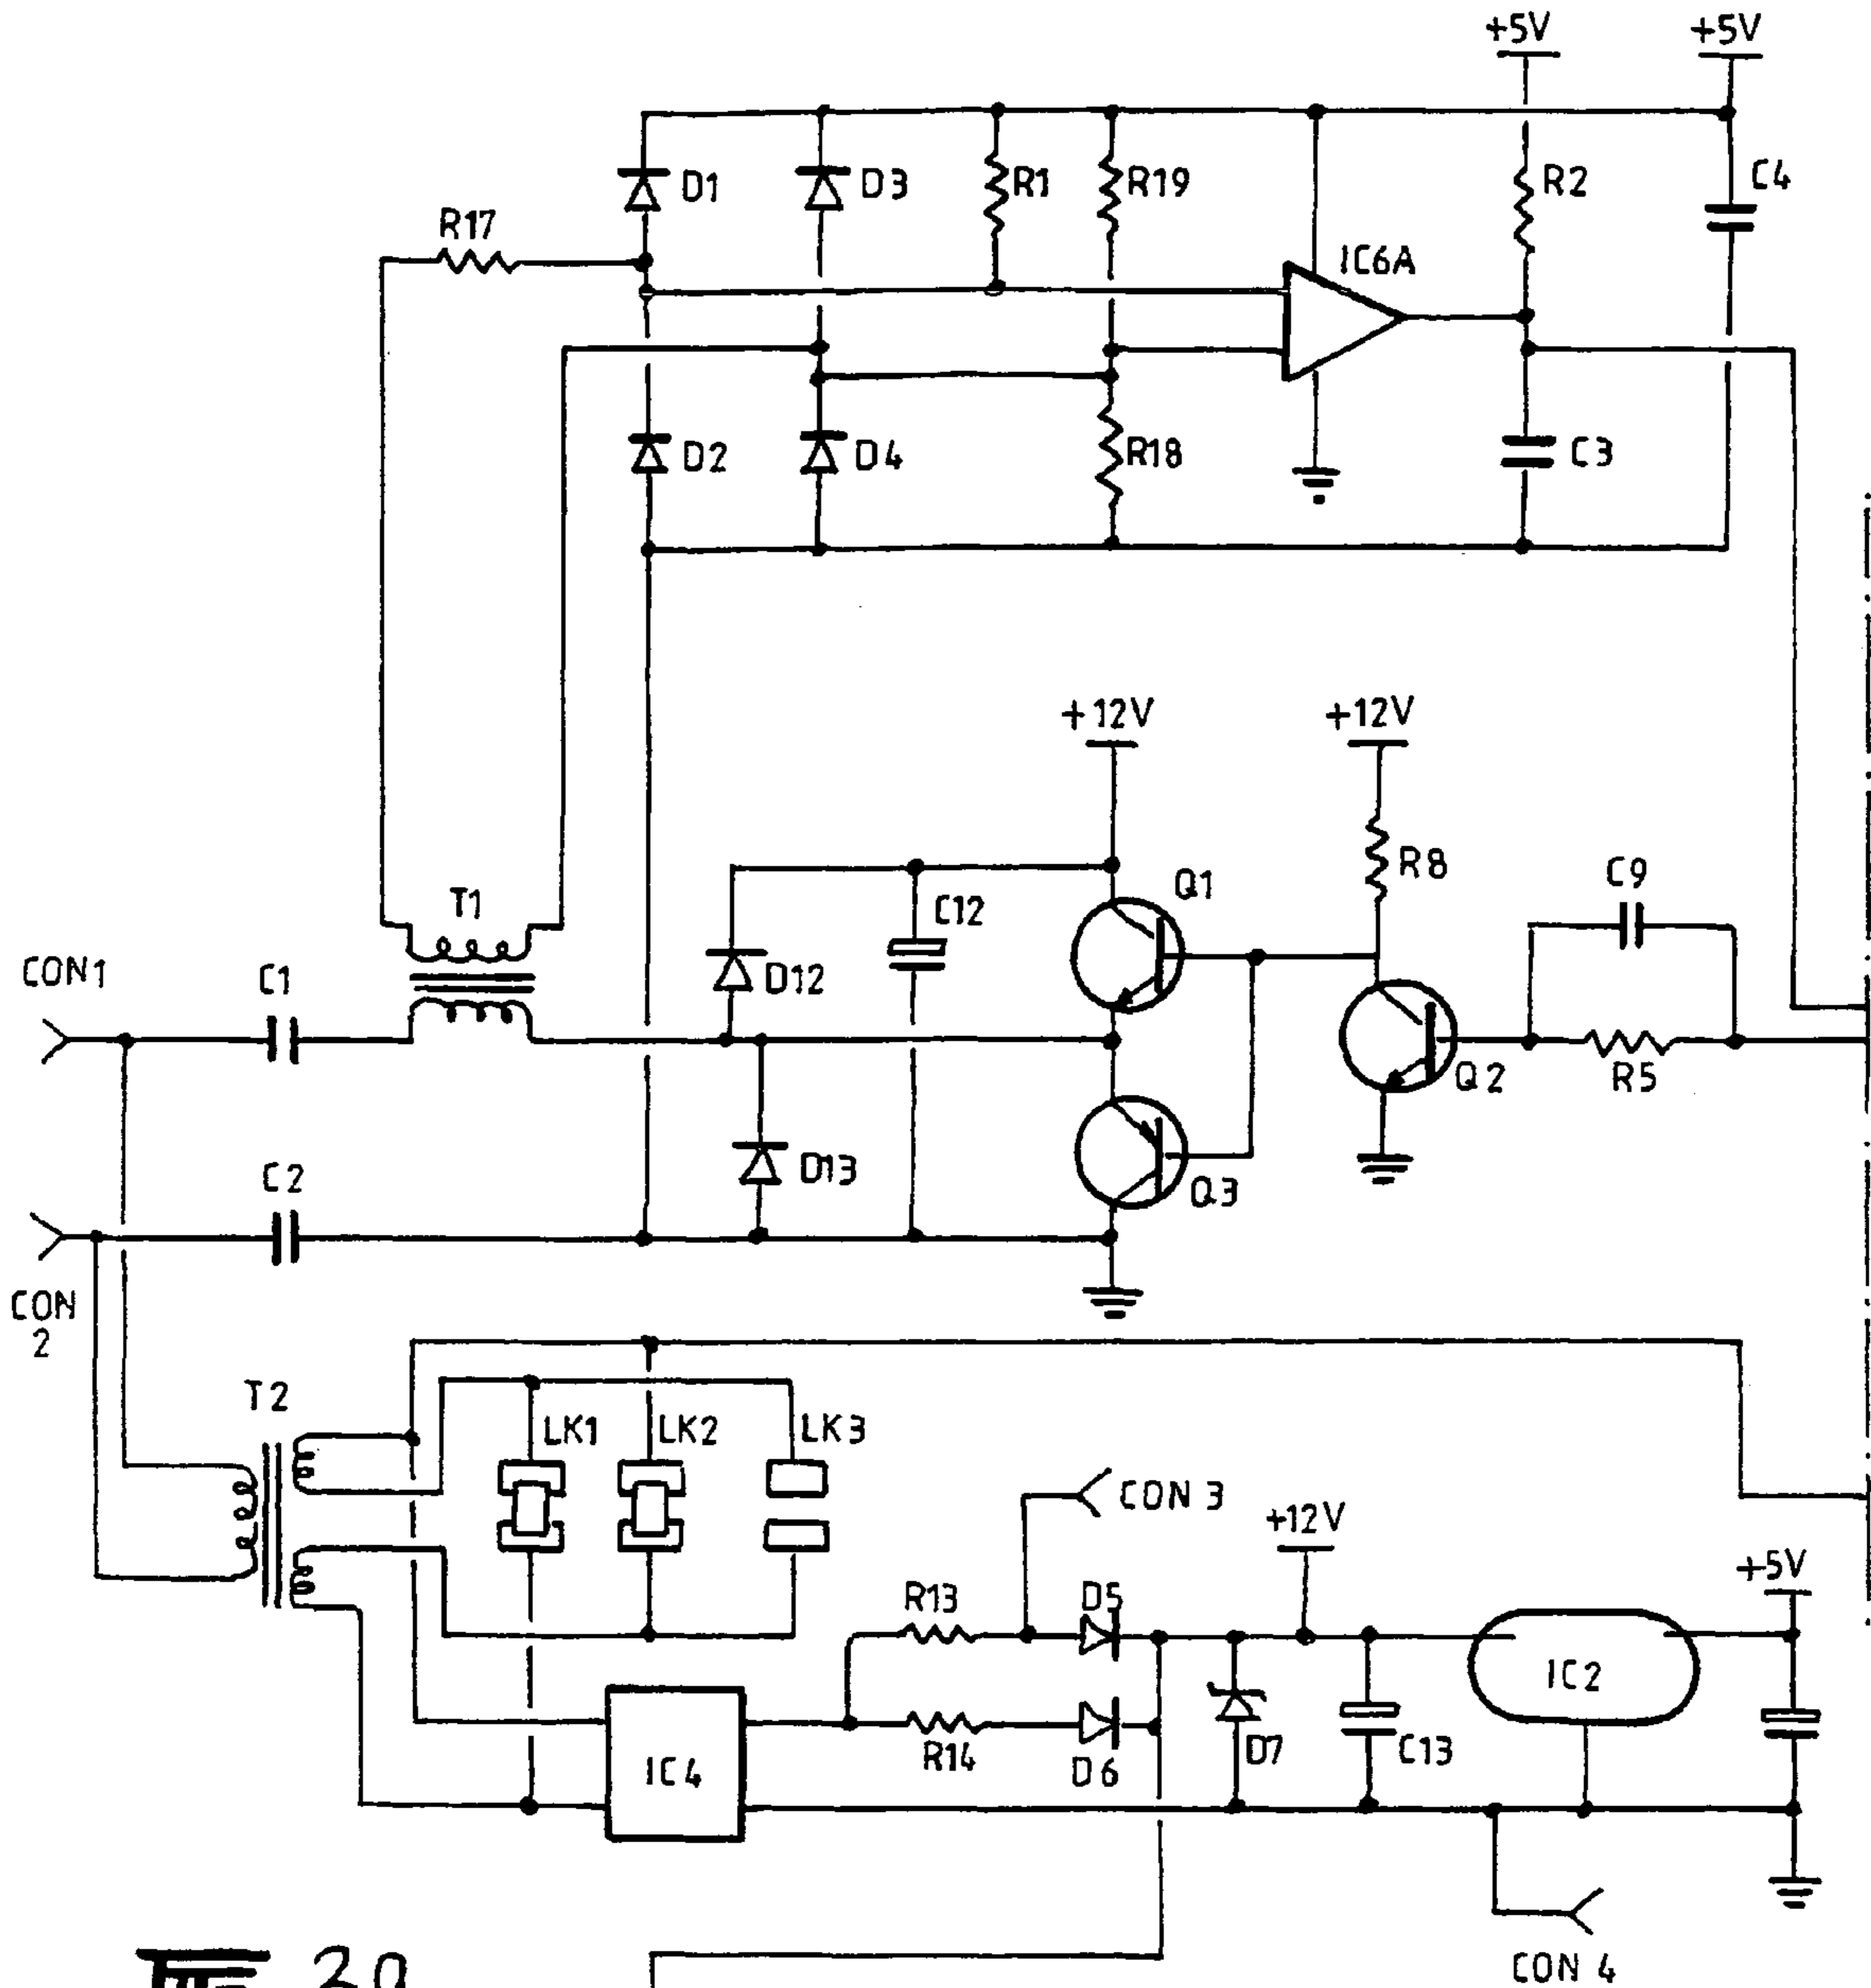 +5V
+5V
D1
D3
R1
R19
R2
C4
R17
IC6A
D2
D4
R18
C3
+12V
+12V
T1
Q1
R8
C9
C12
CON1
C1
D12
Q2
R5
C2
D13
Q3
CON
2
T2
LK1
LK2
LK3
CON 3
+12V
+5V
R13
D5
IC2
IC4
R14
D6
D7
C13
CON 4
3a